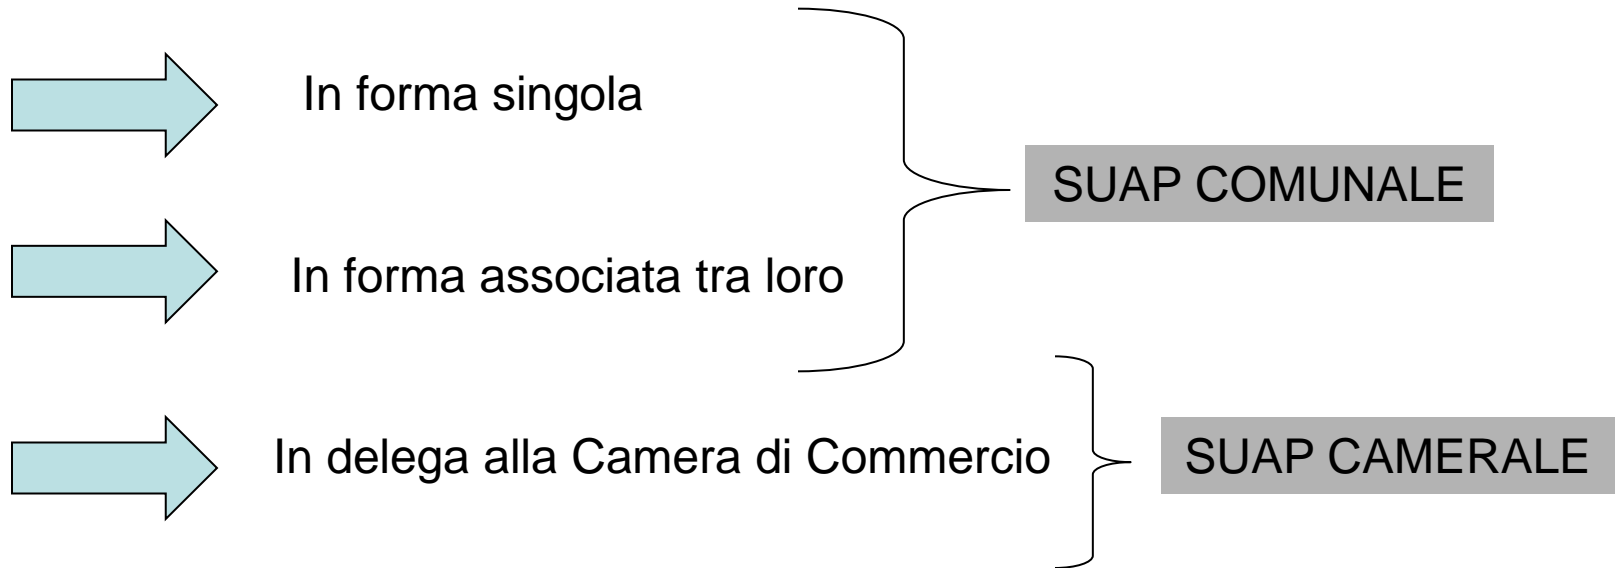 In forma singola
SUAP COMUNALE
In forma associata tra loro
In delega alla Camera di Commercio
SUAP CAMERALE